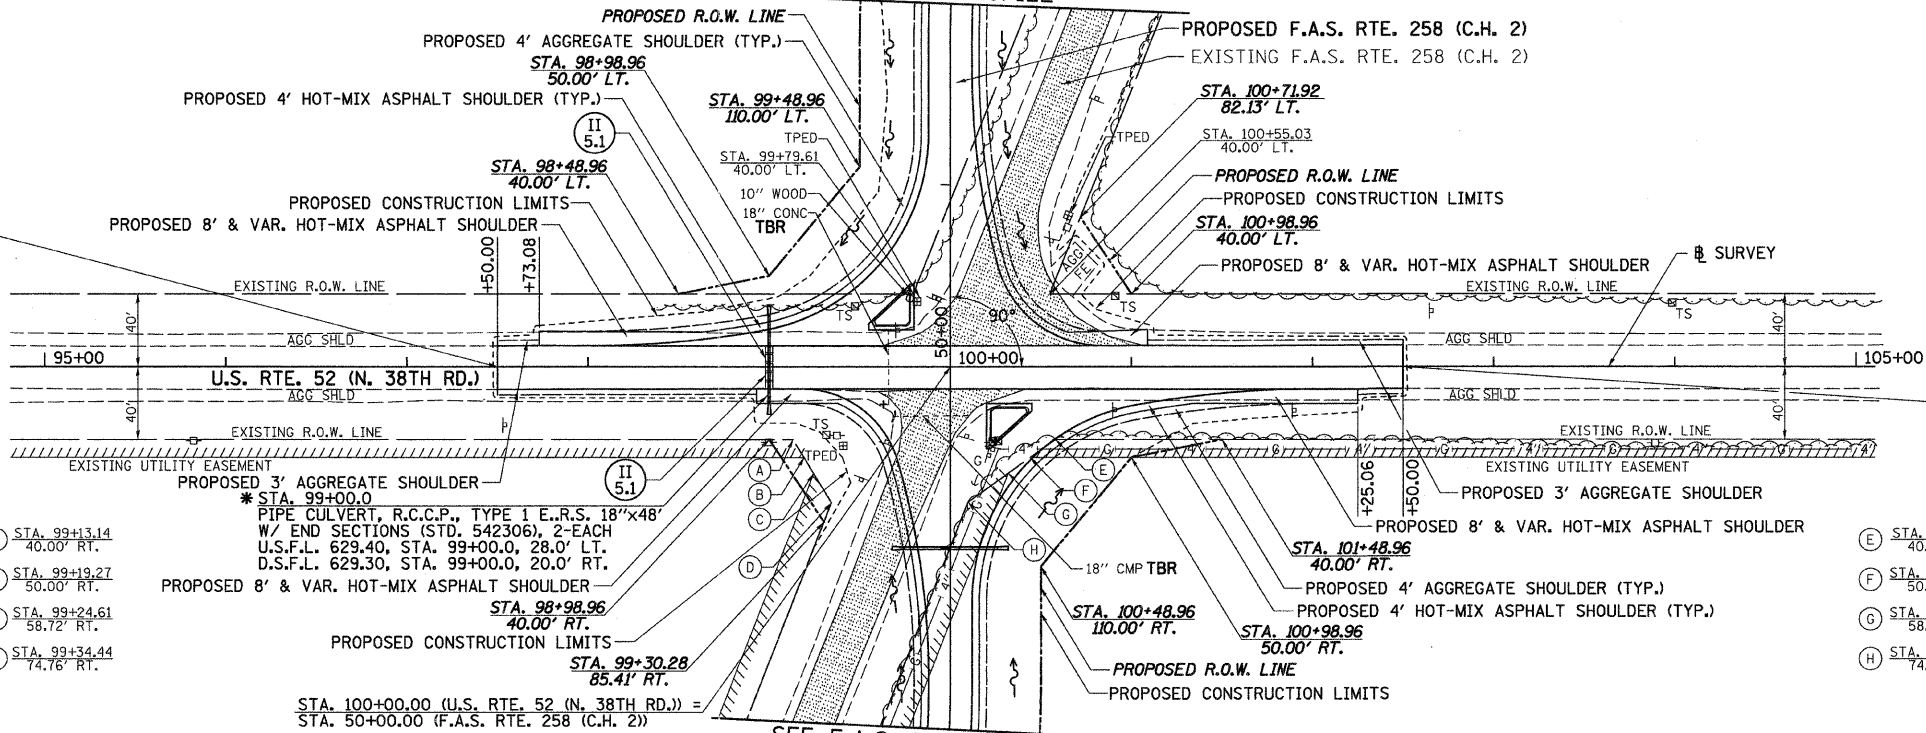 PROPOSED R.O.W. LINE
PROPOSED 4' AGGREGATE SHOULDER (TYP.)
STA. 98+98.96
50.00' LT.
PROPOSED 4' HOT-MIX ASPHALT SHOULDER (TYP.)
II
5.1
STA. 98+48.96
40.00' LT.
PROPOSED CONSTRUCTION LIMITS
PROPOSED 8' & VAR. HOT-MIX ASPHALT SHOULDER
STA. 99+48.96
110.00' LT.
TPED
STA. 99+79.61
40.00' LT.
10" WOOD
18" CONC
TBR
PROPOSED F.A.S. RTE. 258 (C.H. 2)
EXISTING F.A.S. RTE. 258 (C.H. 2)
STA. 100+71.92
82.13' LT.
TPED
STA. 100+55.03
40.00' LT.
PROPOSED R.O.W. LINE
PROPOSED CONSTRUCTION LIMITS
STA. 100+98.96
40.00' LT.
PROPOSED 8' & VAR. HOT-MIX ASPHALT SHOULDER
℄ SURVEY
AGG
FE
+50.00
+73.08
EXISTING R.O.W. LINE
EXISTING R.O.W. LINE
TS
TS
TS
40'
40'
AGG SHLD
AGG SHLD
90°
50+00
95+00
100+00
105+00
U.S. RTE. 52 (N. 38TH RD.)
AGG SHLD
AGG SHLD
40'
40'
EXISTING R.O.W. LINE
EXISTING R.O.W. LINE
TS
TPED
EXISTING UTILITY EASEMENT
EXISTING UTILITY EASEMENT
G 4' G 4' G 4' G 4'
PROPOSED 3' AGGREGATE SHOULDER
II
5.1
* STA. 99+00.0
PIPE CULVERT, R.C.C.P., TYPE 1 E..R.S. 18"x48'
W/ END SECTIONS (STD. 542306), 2-EACH
U.S.F.L. 629.40, STA. 99+00.0, 28.0' LT.
D.S.F.L. 629.30, STA. 99+00.0, 20.0' RT.
PROPOSED 8' & VAR. HOT-MIX ASPHALT SHOULDER
STA. 98+98.96
40.00' RT.
PROPOSED CONSTRUCTION LIMITS
STA. 99+30.28
85.41' RT.
STA. 100+00.00 (U.S. RTE. 52 (N. 38TH RD.)) =
STA. 50+00.00 (F.A.S. RTE. 258 (C.H. 2))
STA. 99+13.14
40.00' RT.
STA. 99+19.27
50.00' RT.
STA. 99+24.61
58.72' RT.
STA. 99+34.44
74.76' RT.
A
B
C
D
E
F
G
H
18" CMP TBR
+25.06
+50.00
PROPOSED 3' AGGREGATE SHOULDER
PROPOSED 8' & VAR. HOT-MIX ASPHALT SHOULDER
STA. 101+48.96
40.00' RT.
PROPOSED 4' AGGREGATE SHOULDER (TYP.)
PROPOSED 4' HOT-MIX ASPHALT SHOULDER (TYP.)
STA. 100+48.96
110.00' RT.
STA. 100+98.96
50.00' RT.
PROPOSED R.O.W. LINE
PROPOSED CONSTRUCTION LIMITS
E STA.
40.
F STA.
50.
G STA.
58.
H STA.
74.